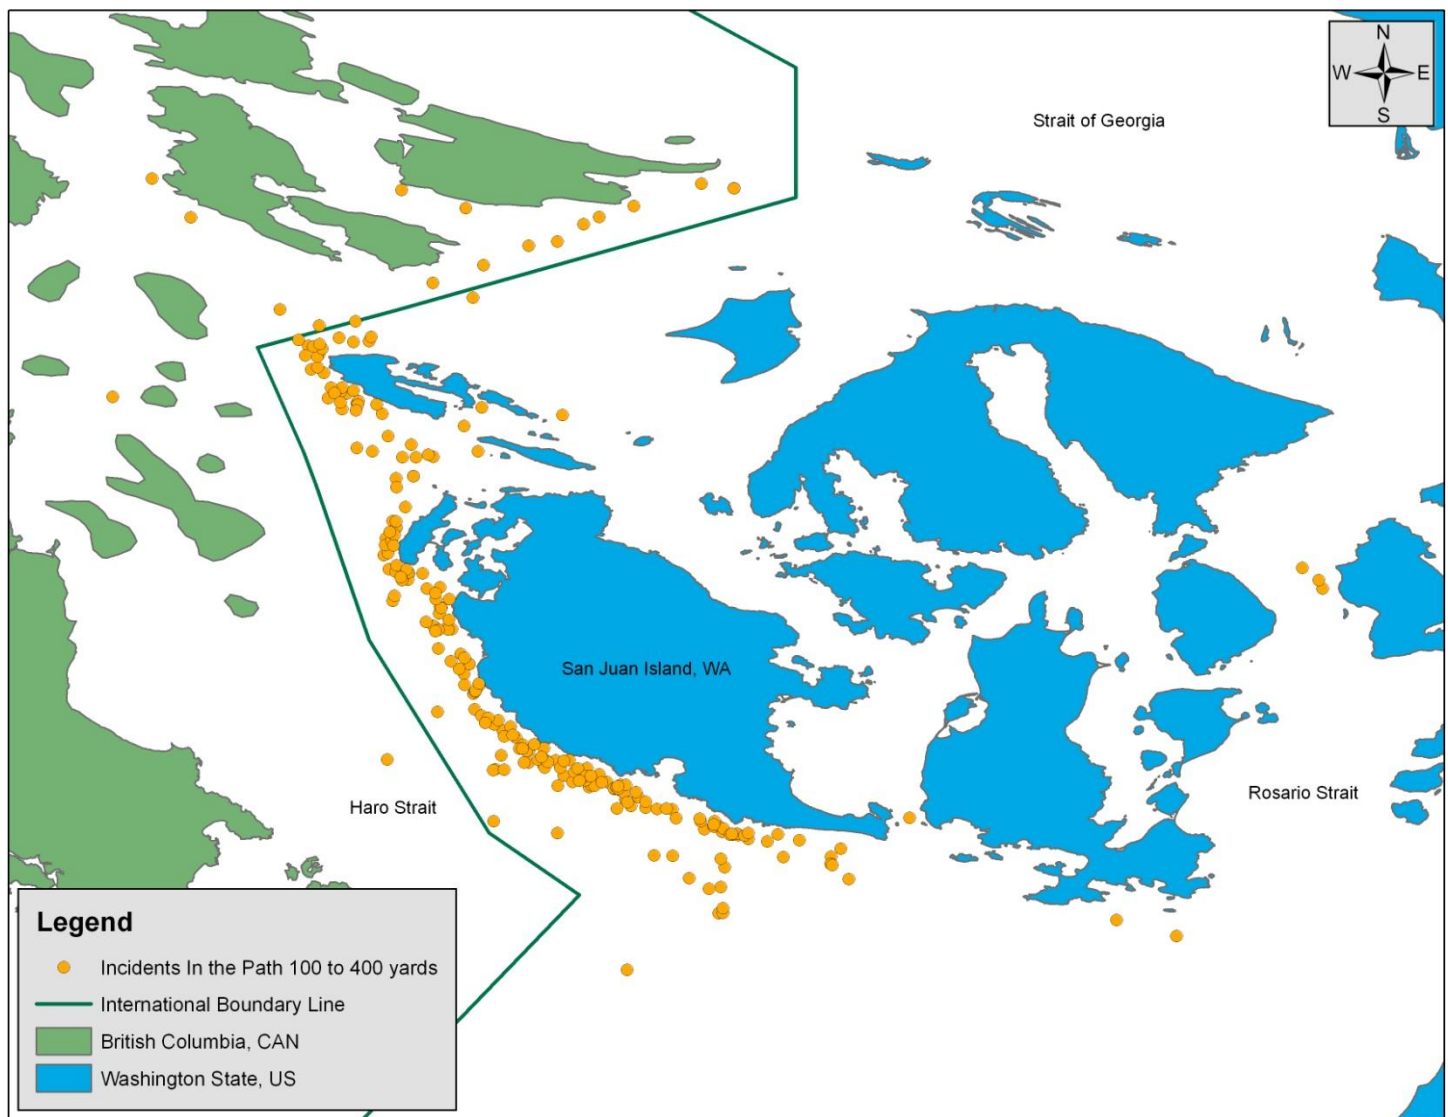 N
W E
S
Strait of Georgia
San Juan Island, WA
Haro Strait
Rosario Strait
Legend
Incidents In the Path 100 to 400 yards
International Boundary Line
British Columbia, CAN
Washington State, US